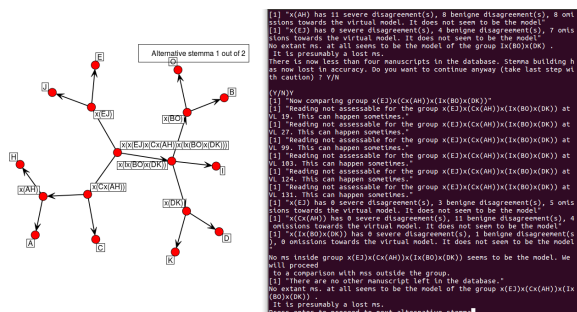 Alternative stemma 1 out of 2
E
O
J
B
x(EJ)
x(BO)
x(x(EJ)x(Cx(AH))x(Ix(BO)x(DK)))
H
x(Ix(BO)x(DK))
I
x(Cx(AH))
x(AH)
x(DK)
A
C
D
K
[1] "x(AH) has 11 severe disagreement(s), 8 benigne disagreement(s), 8 omi
ssions towards the virtual model. It does not seem to be the model"
[1] "x(EJ) has 0 severe disagreement(s), 4 benigne disagreement(s), 7 omis
sions towards the virtual model. It does not seem to be the model"
No extant ms. at all seems to be the model of the group Ix(BO)x(DK) .
It is presumably a lost ms.
There is now less than four manuscripts in the database. Stemma building h
as now lost in accuracy. Do you want to continue anyway (take last step wi
th caution) ? Y/N
(Y/N)Y
[1] "Now comparing group x(EJ)x(Cx(AH))x(Ix(BO)x(DK))"
[1] "Reading not assessable for the group x(EJ)x(Cx(AH))x(Ix(BO)x(DK)) at
VL 19. This can happen sometimes."
[1] "Reading not assessable for the group x(EJ)x(Cx(AH))x(Ix(BO)x(DK)) at
VL 27. This can happen sometimes."
[1] "Reading not assessable for the group x(EJ)x(Cx(AH))x(Ix(BO)x(DK)) at
VL 99. This can happen sometimes."
[1] "Reading not assessable for the group x(EJ)x(Cx(AH))x(Ix(BO)x(DK)) at
VL 103. This can happen sometimes."
[1] "Reading not assessable for the group x(EJ)x(Cx(AH))x(Ix(BO)x(DK)) at
VL 124. This can happen sometimes."
[1] "Reading not assessable for the group x(EJ)x(Cx(AH))x(Ix(BO)x(DK)) at
VL 131. This can happen sometimes."
[1] "x(EJ) has 0 severe disagreement(s), 3 benigne disagreement(s), 5 omis
sions towards the virtual model. It does not seem to be the model"
[1] "x(Cx(AH)) has 0 severe disagreement(s), 11 benigne disagreement(s), 4
omissions towards the virtual model. It does not seem to be the model"
[1] "x(Ix(BO)x(DK)) has 0 severe disagreement(s), 1 benigne disagreement(s
), 0 omissions towards the virtual model. It does not seem to be the model
"
No ms inside group x(EJ)x(Cx(AH))x(Ix(BO)x(DK)) seems to be the model. We
will proceed
to a comparison with mss outside the group.
[1] "There are no other manuscript left in the database."
No extant ms. at all seems to be the model of the group x(EJ)x(Cx(AH))x(Ix
(BO)x(DK)) .
It is presumably a lost ms.
Press enter to proceed to next alternative stemma